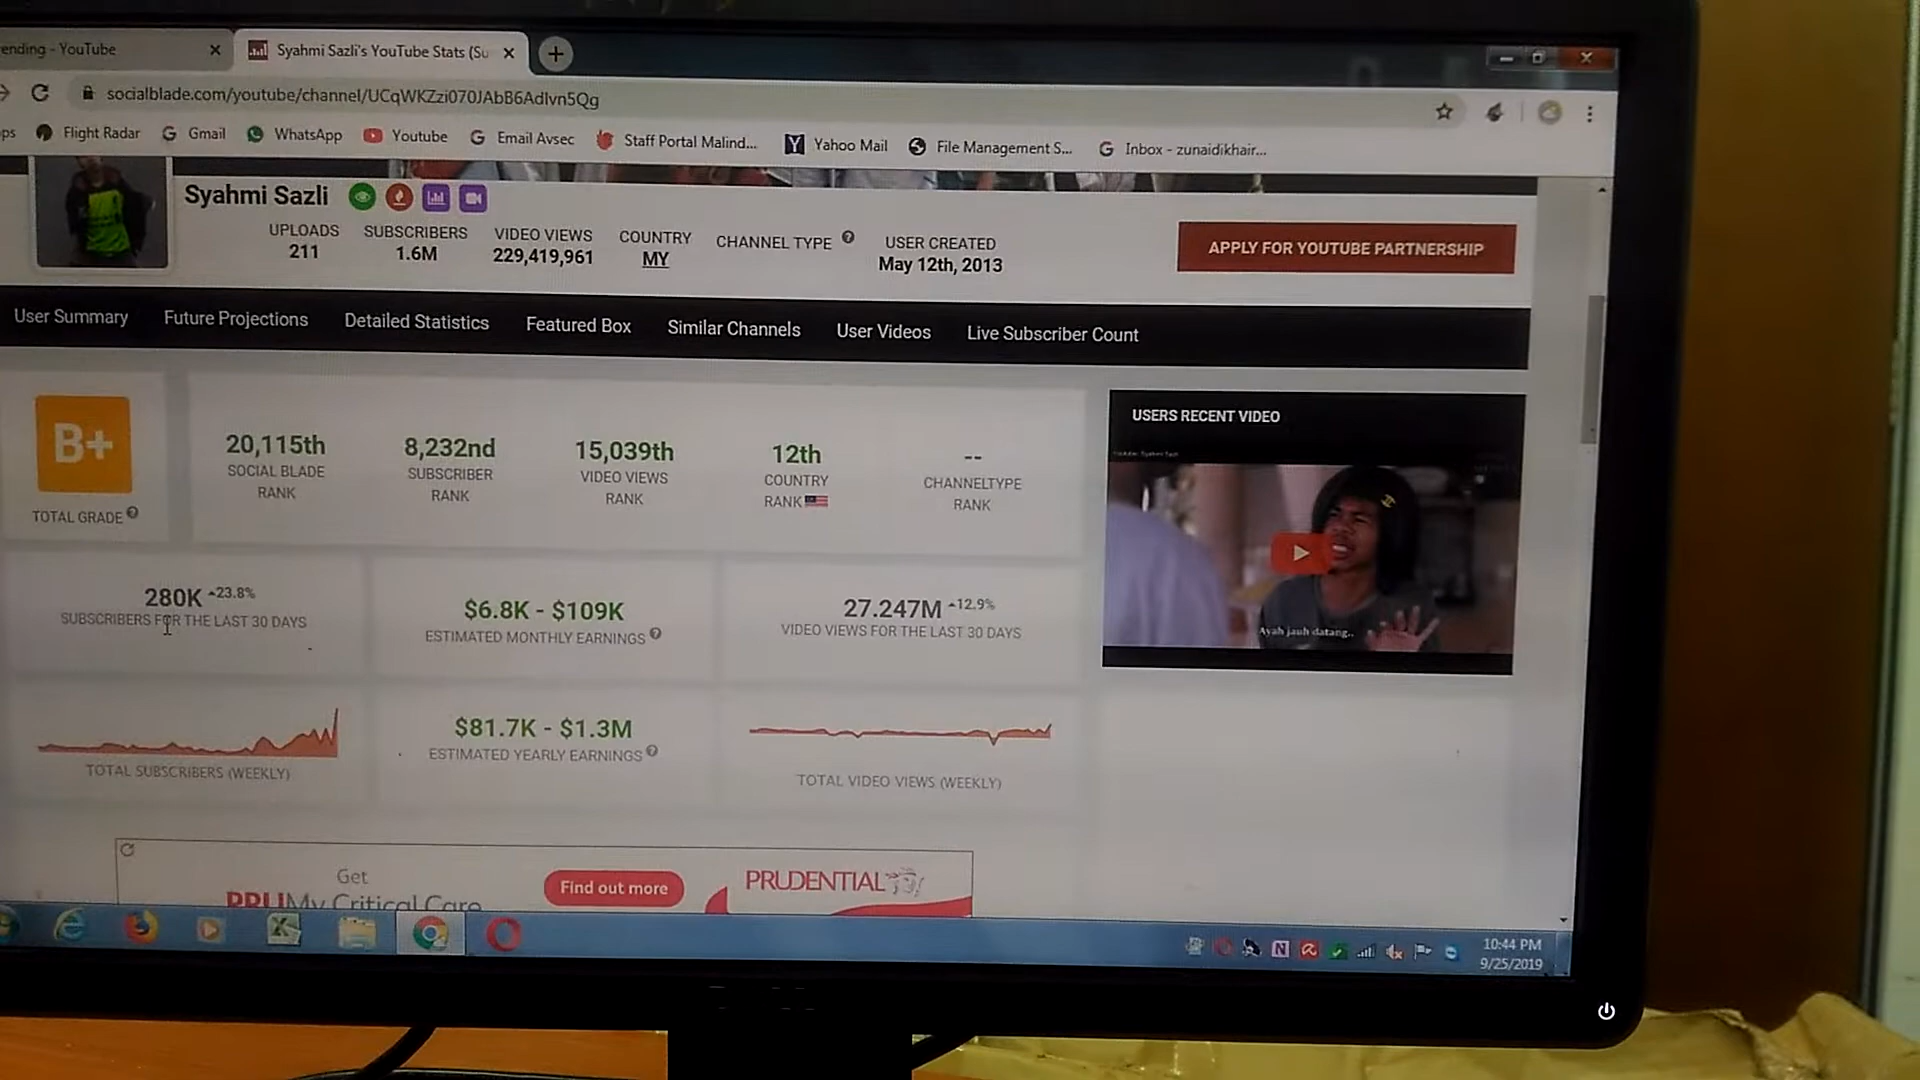 ending - YouTube
Syahmi Sazli's YouTube Stats (Su
socialblade.com/youtube/channel/UCqWKZzi070JAbB6AdIvn5Qg
ps Flight Radar Gmail WhatsApp Youtube Email Avsec Staff Portal Malind... Yahoo Mail File Management S... Inbox - zunaidikhair...
Syahmi Sazli
UPLOADS SUBSCRIBERS VIDEO VIEWS COUNTRY CHANNEL TYPE USER CREATED
211 1.6M 229,419,961 MY May 12th, 2013
APPLY FOR YOUTUBE PARTNERSHIP
User Summary Future Projections Detailed Statistics Featured Box Similar Channels User Videos Live Subscriber Count
B+
TOTAL GRADE
20,115th 8,232nd 15,039th 12th --
SOCIAL BLADE SUBSCRIBER VIDEO VIEWS COUNTRY CHANNELTYPE
RANK RANK RANK RANK RANK
USERS RECENT VIDEO
Ayah jauh datang..
280K 23.8% $6.8K - $109K 27.247M 12.9%
SUBSCRIBERS FOR THE LAST 30 DAYS ESTIMATED MONTHLY EARNINGS VIDEO VIEWS FOR THE LAST 30 DAYS
$81.7K - $1.3M
TOTAL SUBSCRIBERS (WEEKLY) ESTIMATED YEARLY EARNINGS TOTAL VIDEO VIEWS (WEEKLY)
Get
PRUMy Critical Care
Find out more
PRUDENTIAL
10:44 PM
9/25/2019